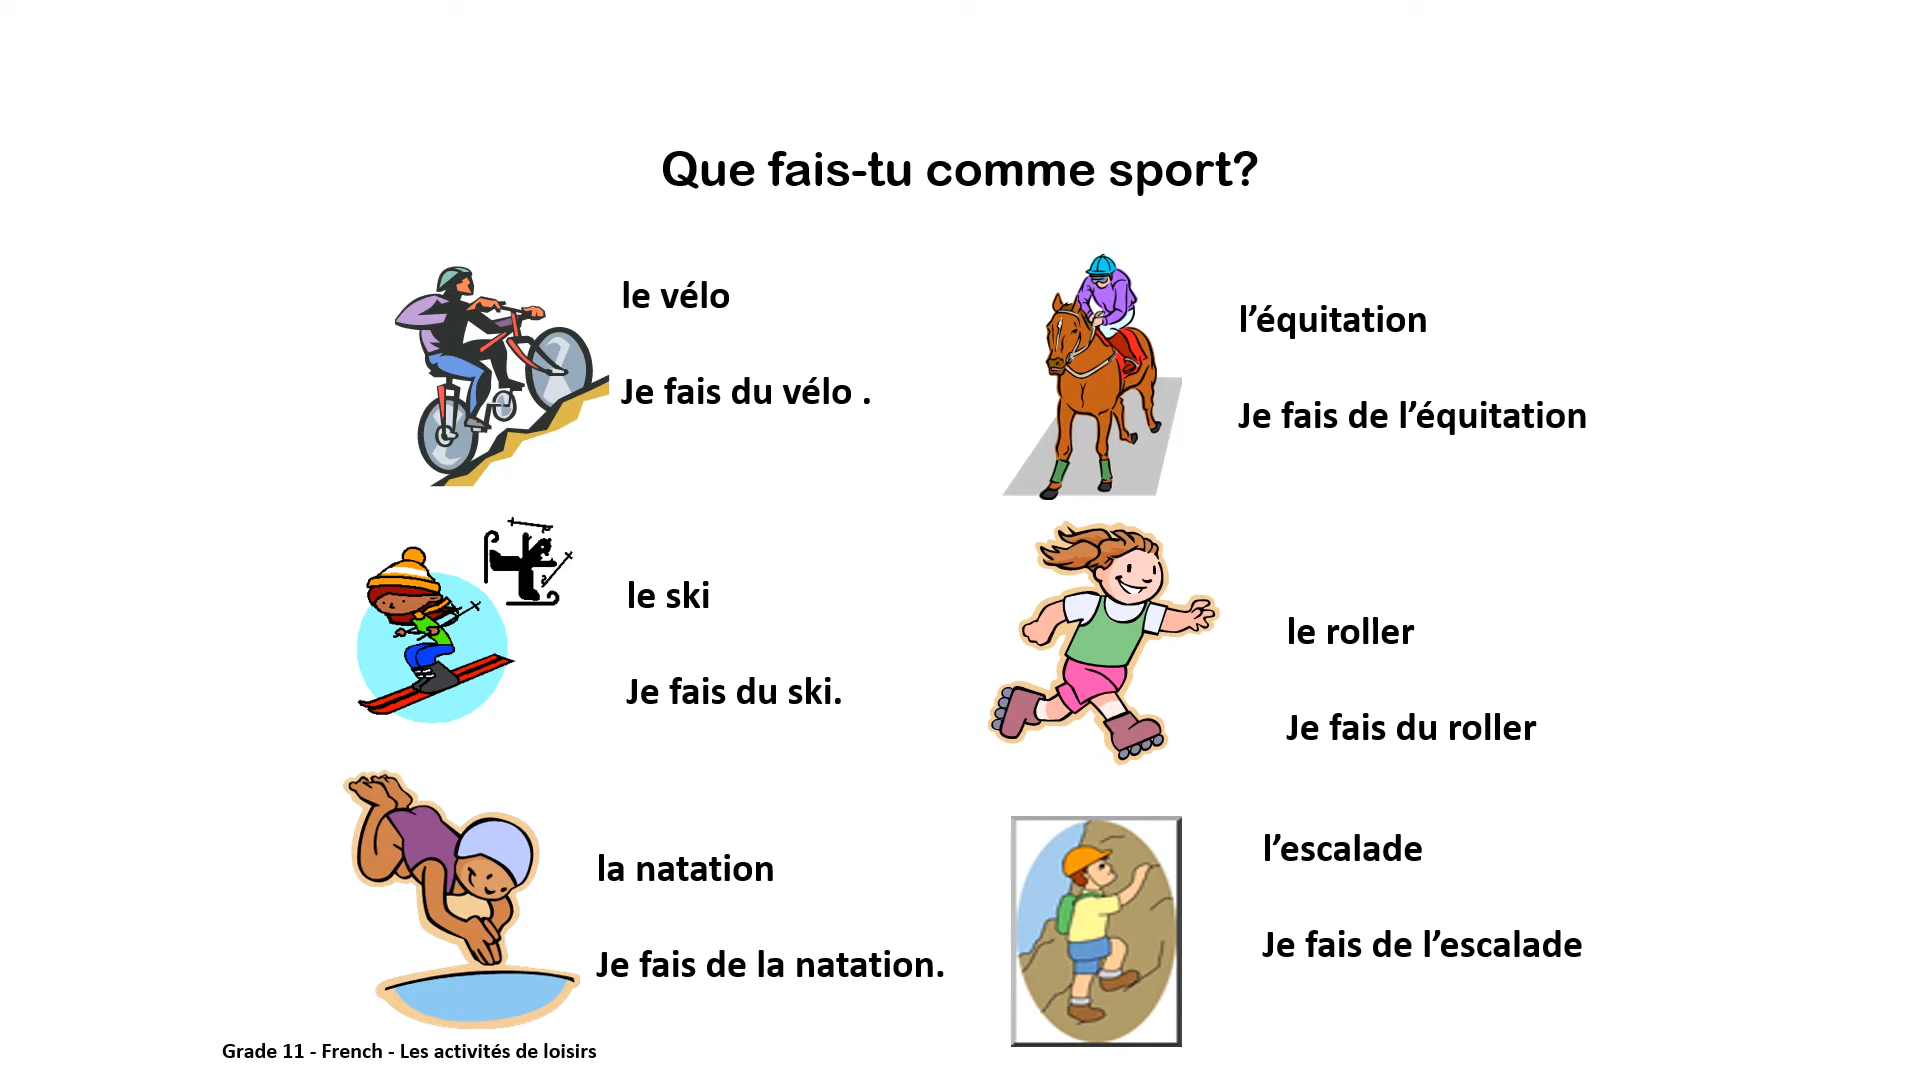 Que fais-tu comme sport?
le vélo
Je fais du vélo .
l’équitation
Je fais de l’équitation
le ski
Je fais du ski.
le roller
Je fais du roller
la natation
Je fais de la natation.
l’escalade
Je fais de l’escalade
Grade 11 - French - Les activités de loisirs